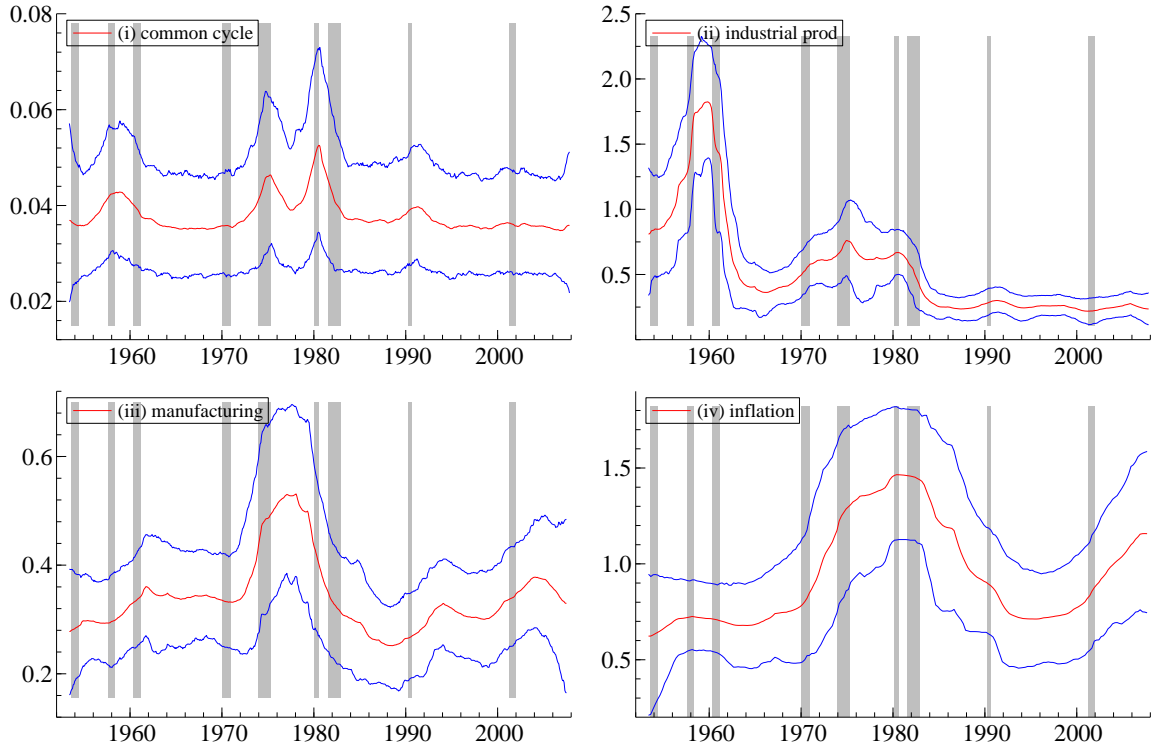 0.08
(i) common cycle
0.06
0.04
0.02
1960 1970 1980 1990 2000
2.5
(ii) industrial prod
2.0
1.5
1.0
0.5
1960 1970 1980 1990 2000
(iii) manufacturing
0.6
0.4
0.2
1960 1970 1980 1990 2000
(iv) inflation
1.5
1.0
0.5
1960 1970 1980 1990 2000